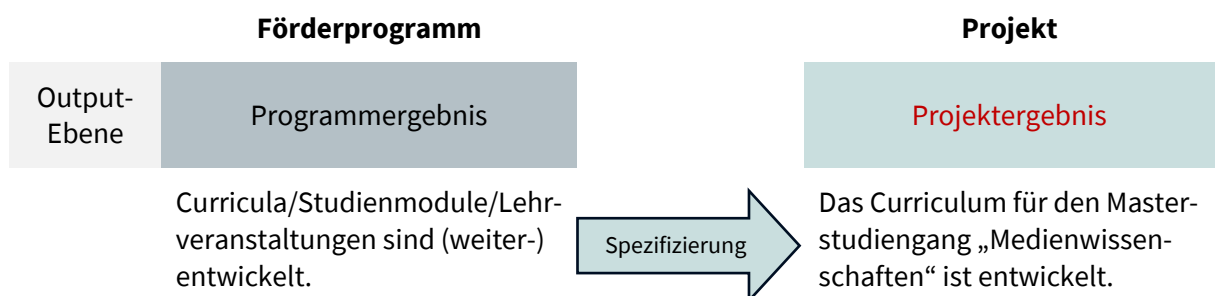 Förderprogramm
Projekt
Output-
Ebene
Programmergebnis
Projektergebnis
Curricula/Studienmodule/Lehr-
veranstaltungen sind (weiter-)
entwickelt.
Spezifizierung
Das Curriculum für den Master-
studiengang „Medienwissen-
schaften“ ist entwickelt.